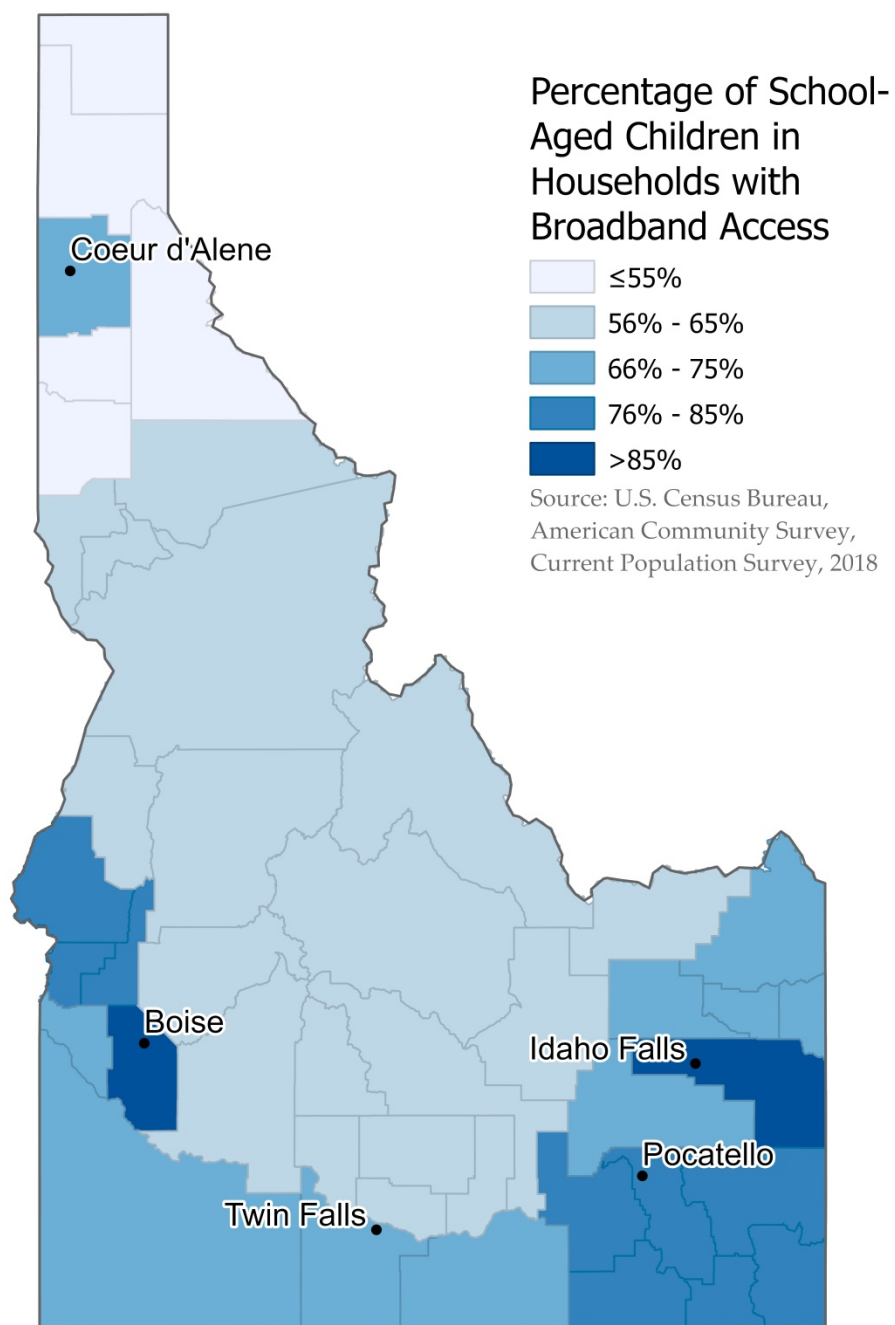 Percentage of School-
Aged Children in
Households with
Broadband Access
≤55%
56% - 65%
66% - 75%
76% - 85%
>85%
Source: U.S. Census Bureau,
American Community Survey,
Current Population Survey, 2018
Coeur d'Alene
Boise
Idaho Falls
Pocatello
Twin Falls